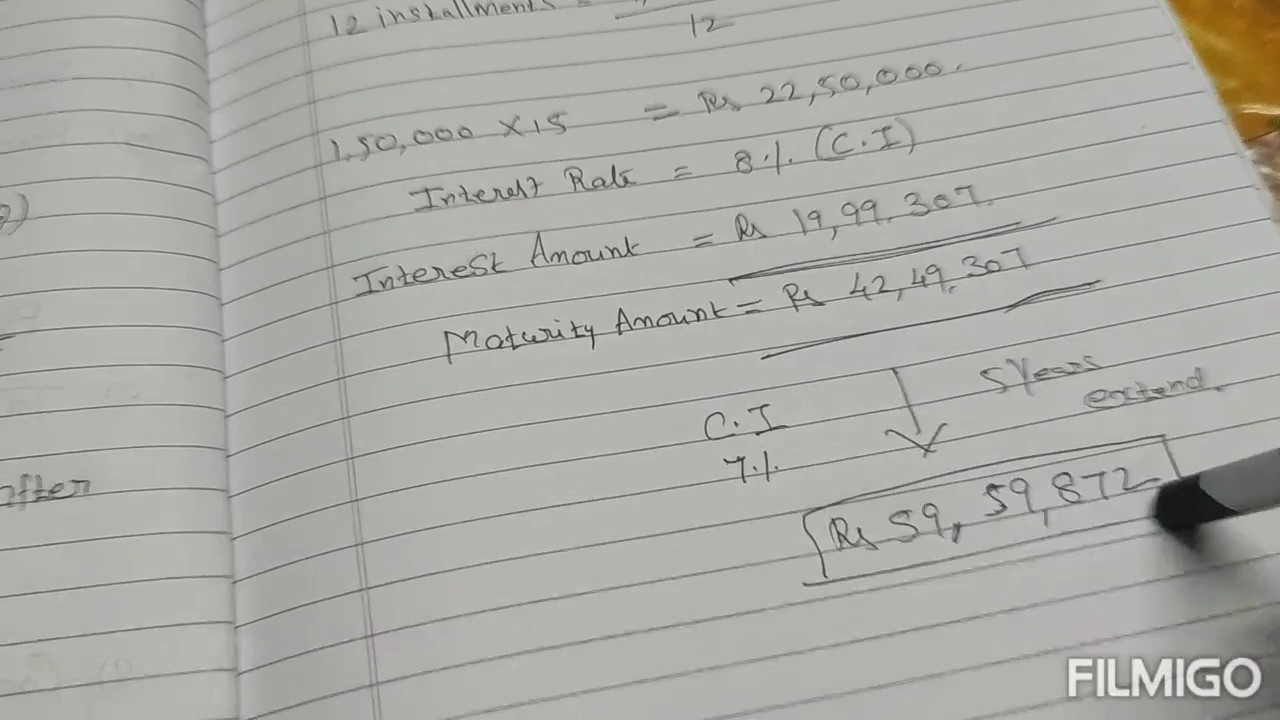 12 installments =
12
1,50,000 X 15 = Rs 22,50,000.
Interest Rate = 8 % (C.I)
Interest Amount = Rs 19,99,307.
Maturity Amount = Rs 42,49,307
5 Years
extend.
C.I
7%
Rs 59,59,872
after
FILMIGO